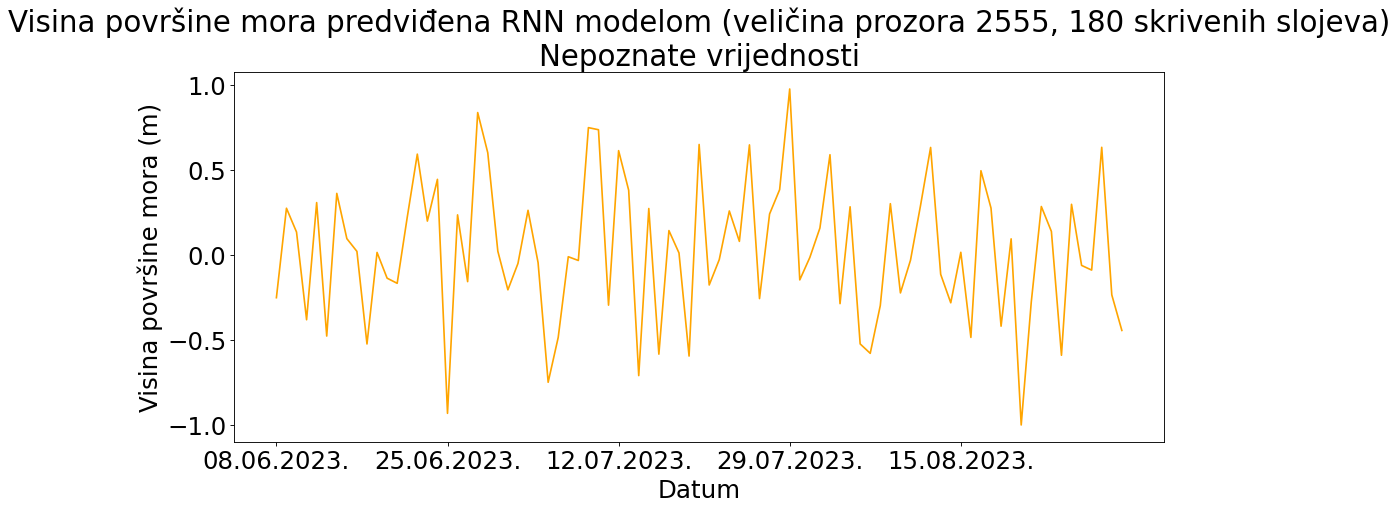 Visina površine mora predviđena RNN modelom (veličina prozora 2555, 180 skrivenih slojeva)
Nepoznate vrijednosti
Visina površine mora (m)
1.0
0.5
0.0
−0.5
−1.0
08.06.2023. 25.06.2023. 12.07.2023. 29.07.2023. 15.08.2023.
Datum